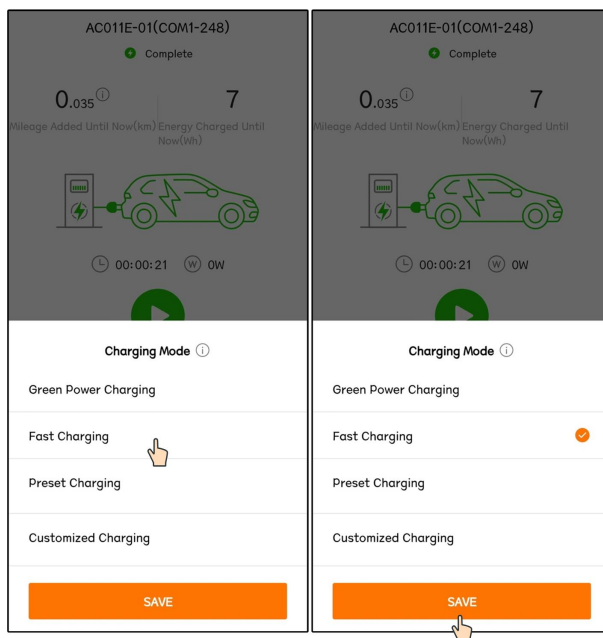 AC011E-01(COM1-248)
Complete
0.035
7
Mileage Added Until Now(km)
Energy Charged Until
Now(Wh)
00:00:21
W
0W
Charging Mode
Green Power Charging
Fast Charging
Preset Charging
Customized Charging
SAVE
AC011E-01(COM1-248)
Complete
0.035
7
Mileage Added Until Now(km)
Energy Charged Until
Now(Wh)
00:00:21
W
0W
Charging Mode
Green Power Charging
Fast Charging
Preset Charging
Customized Charging
SAVE